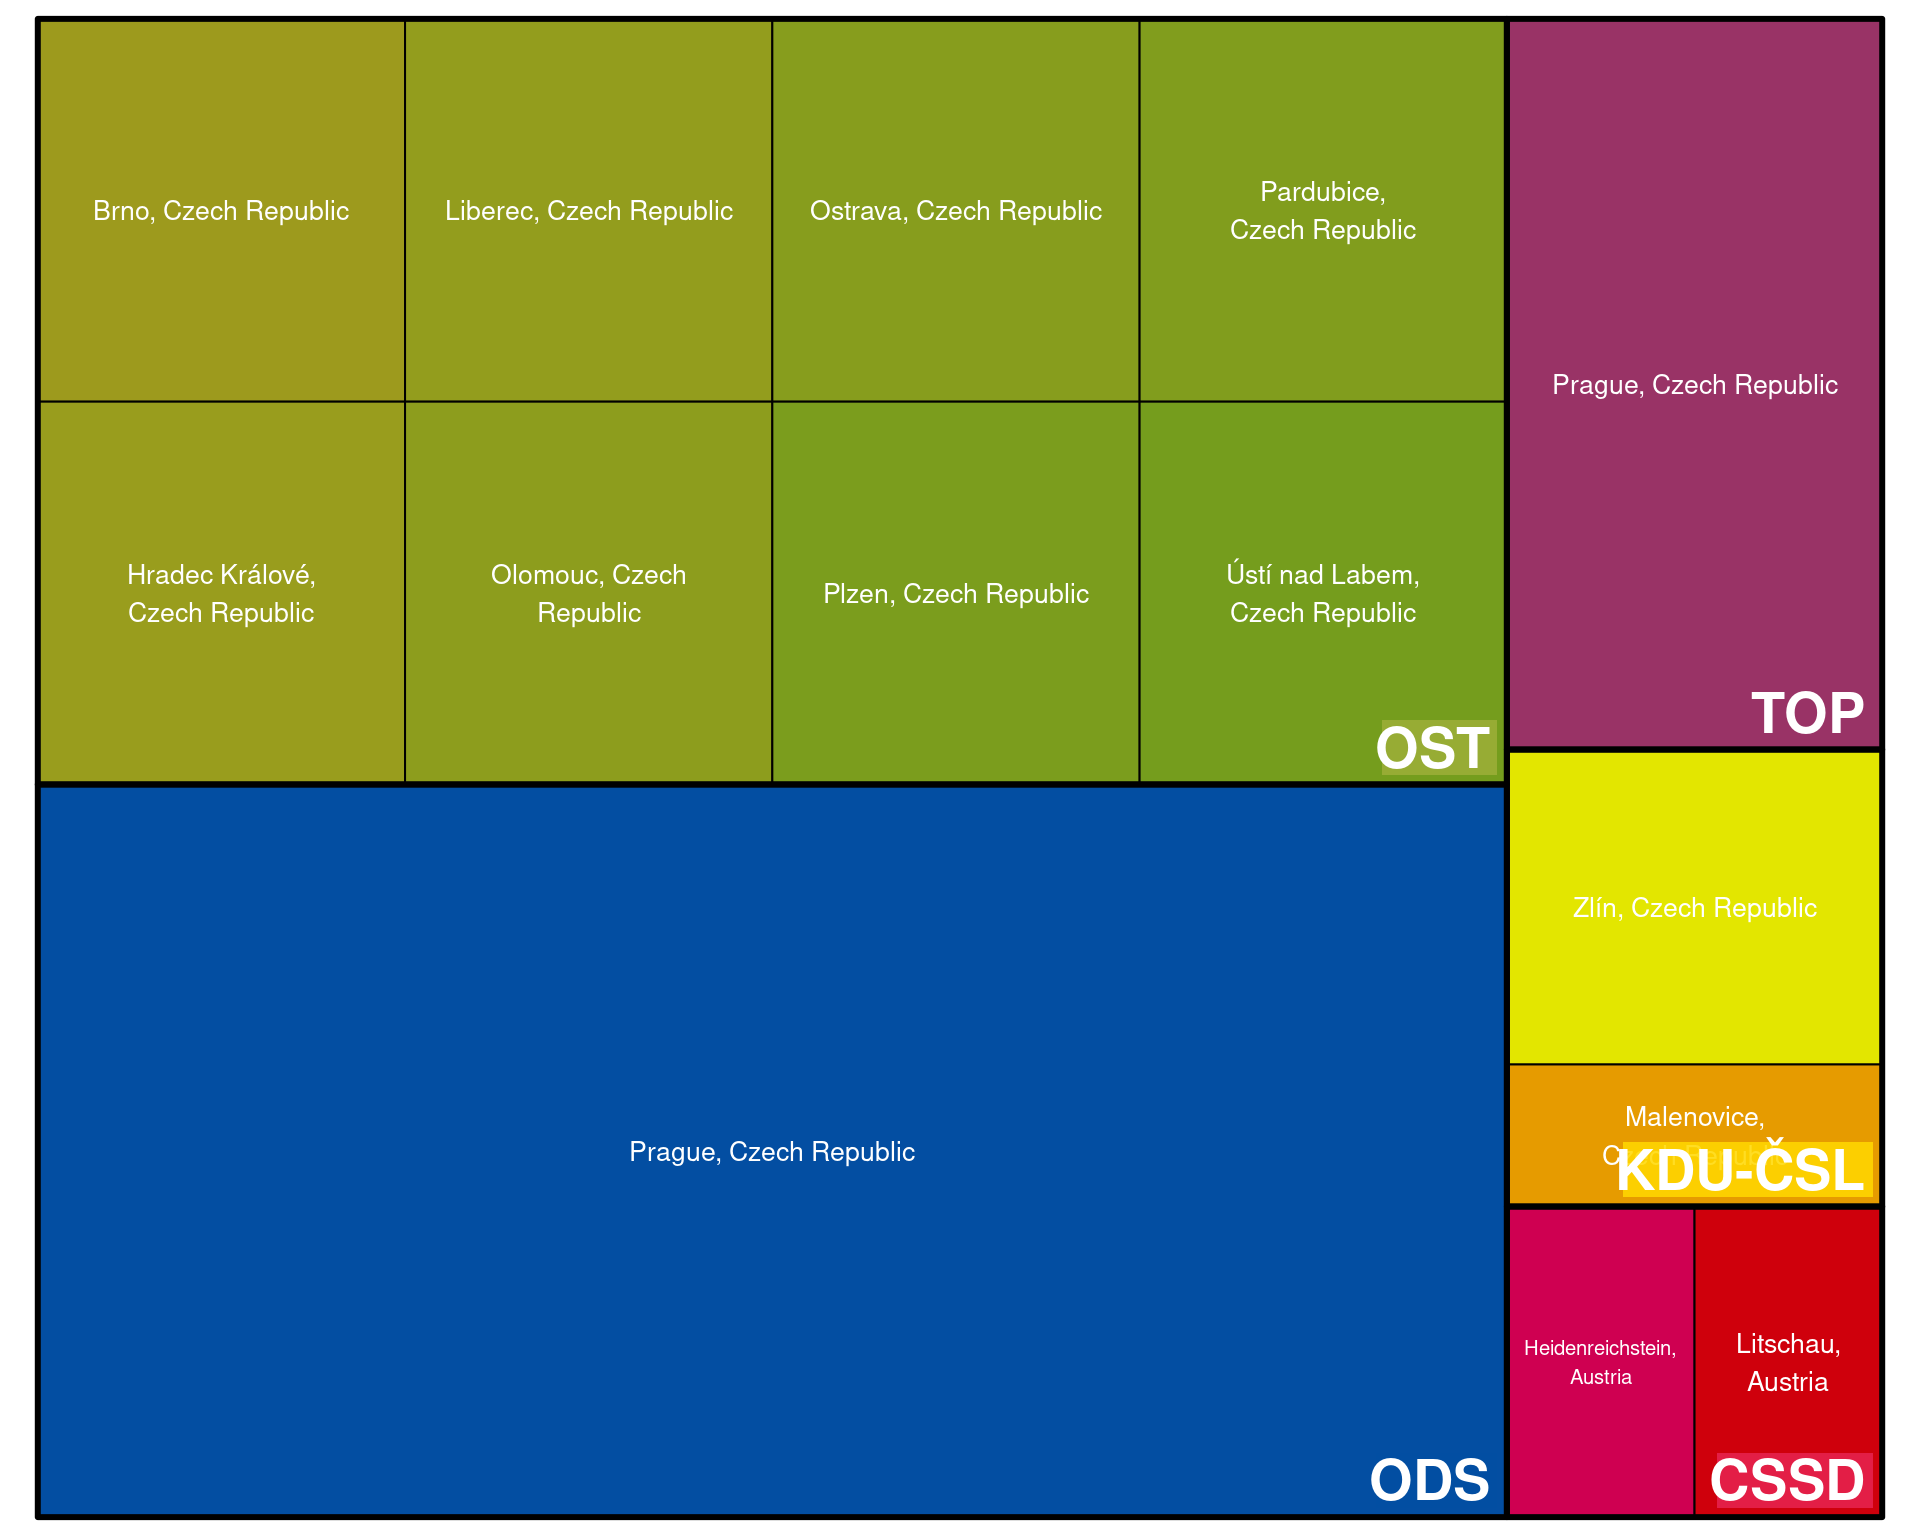 Brno, Czech Republic
Liberec, Czech Republic
Ostrava, Czech Republic
Pardubice,
Czech Republic
Hradec Králové,
Czech Republic
Olomouc, Czech
Republic
Plzen, Czech Republic
Ústí nad Labem,
Czech Republic
OST
Prague, Czech Republic
ODS
Prague, Czech Republic
TOP
Zlín, Czech Republic
Malenovice,
Czech Republic
KDU-ČSL
Heidenreichstein,
Austria
Litschau,
Austria
CSSD